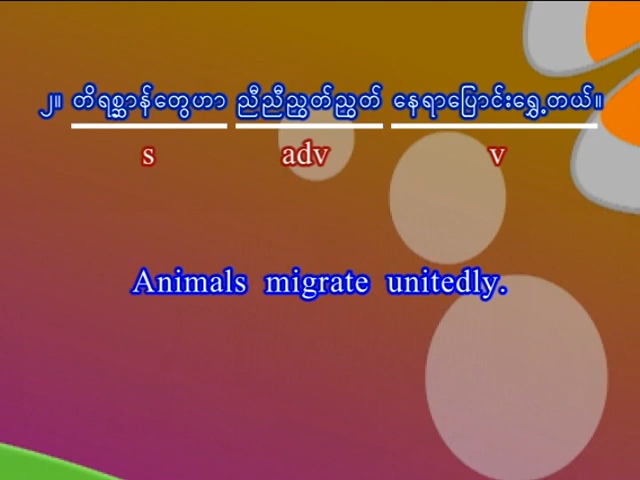 ၂။ တိရစ္ဆာန်တွေဟာ ညီညီညွတ်ညွတ် နေရာပြောင်းရွှေ့တယ်။
s adv v
Animals migrate unitedly.